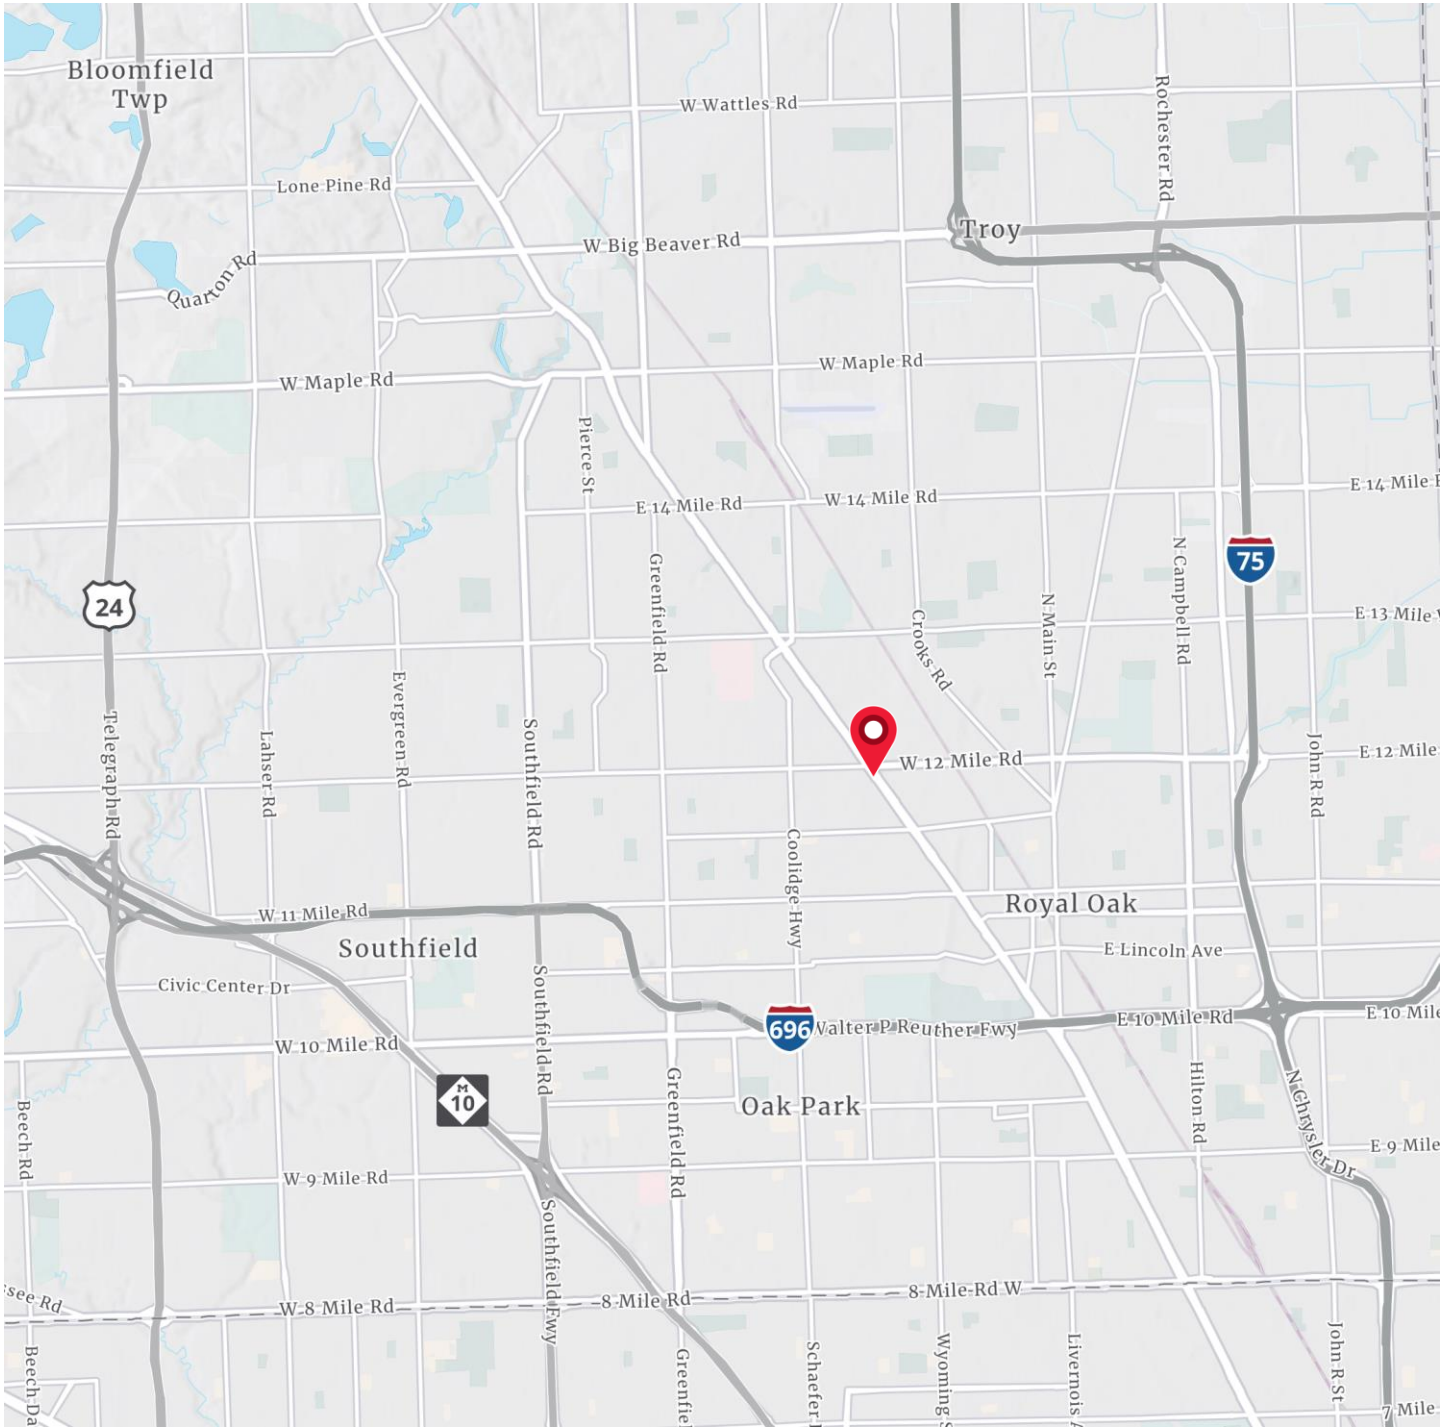 Bloomfield
Twp
W Wattles Rd
Rochester Rd
Lone Pine Rd
Troy
W Big Beaver Rd
Quarton Rd
W Maple Rd
W Maple Rd
Pierce St
E 14 Mile Rd
W 14 Mile Rd
E 14 Mile
75
24
Greenfield Rd
N Campbell Rd
N Main St
Crooks Rd
E 13 Mile
Evergreen Rd
Telegraph Rd
Lahser Rd
Southfield Rd
W 12 Mile Rd
John R Rd
E 12 Mile
Coolidge Hwy
W 11 Mile Rd
Royal Oak
Southfield
E Lincoln Ave
Civic Center Dr
Southfield Rd
696
Walter P Reuther Fwy
E 10 Mile Rd
E 10 Mile
W 10 Mile Rd
M
10
Oak Park
Greenfield Rd
Hilton Rd
N Chrysler Dr
Beech Rd
E 9 Mile
W 9 Mile Rd
Southfield Fwy
see Rd
W 8 Mile Rd
8 Mile Rd
8 Mile Rd W
Beech Da
Greenfiel
Schaefer
Wyoming
Livernois
John R St
7 Mile